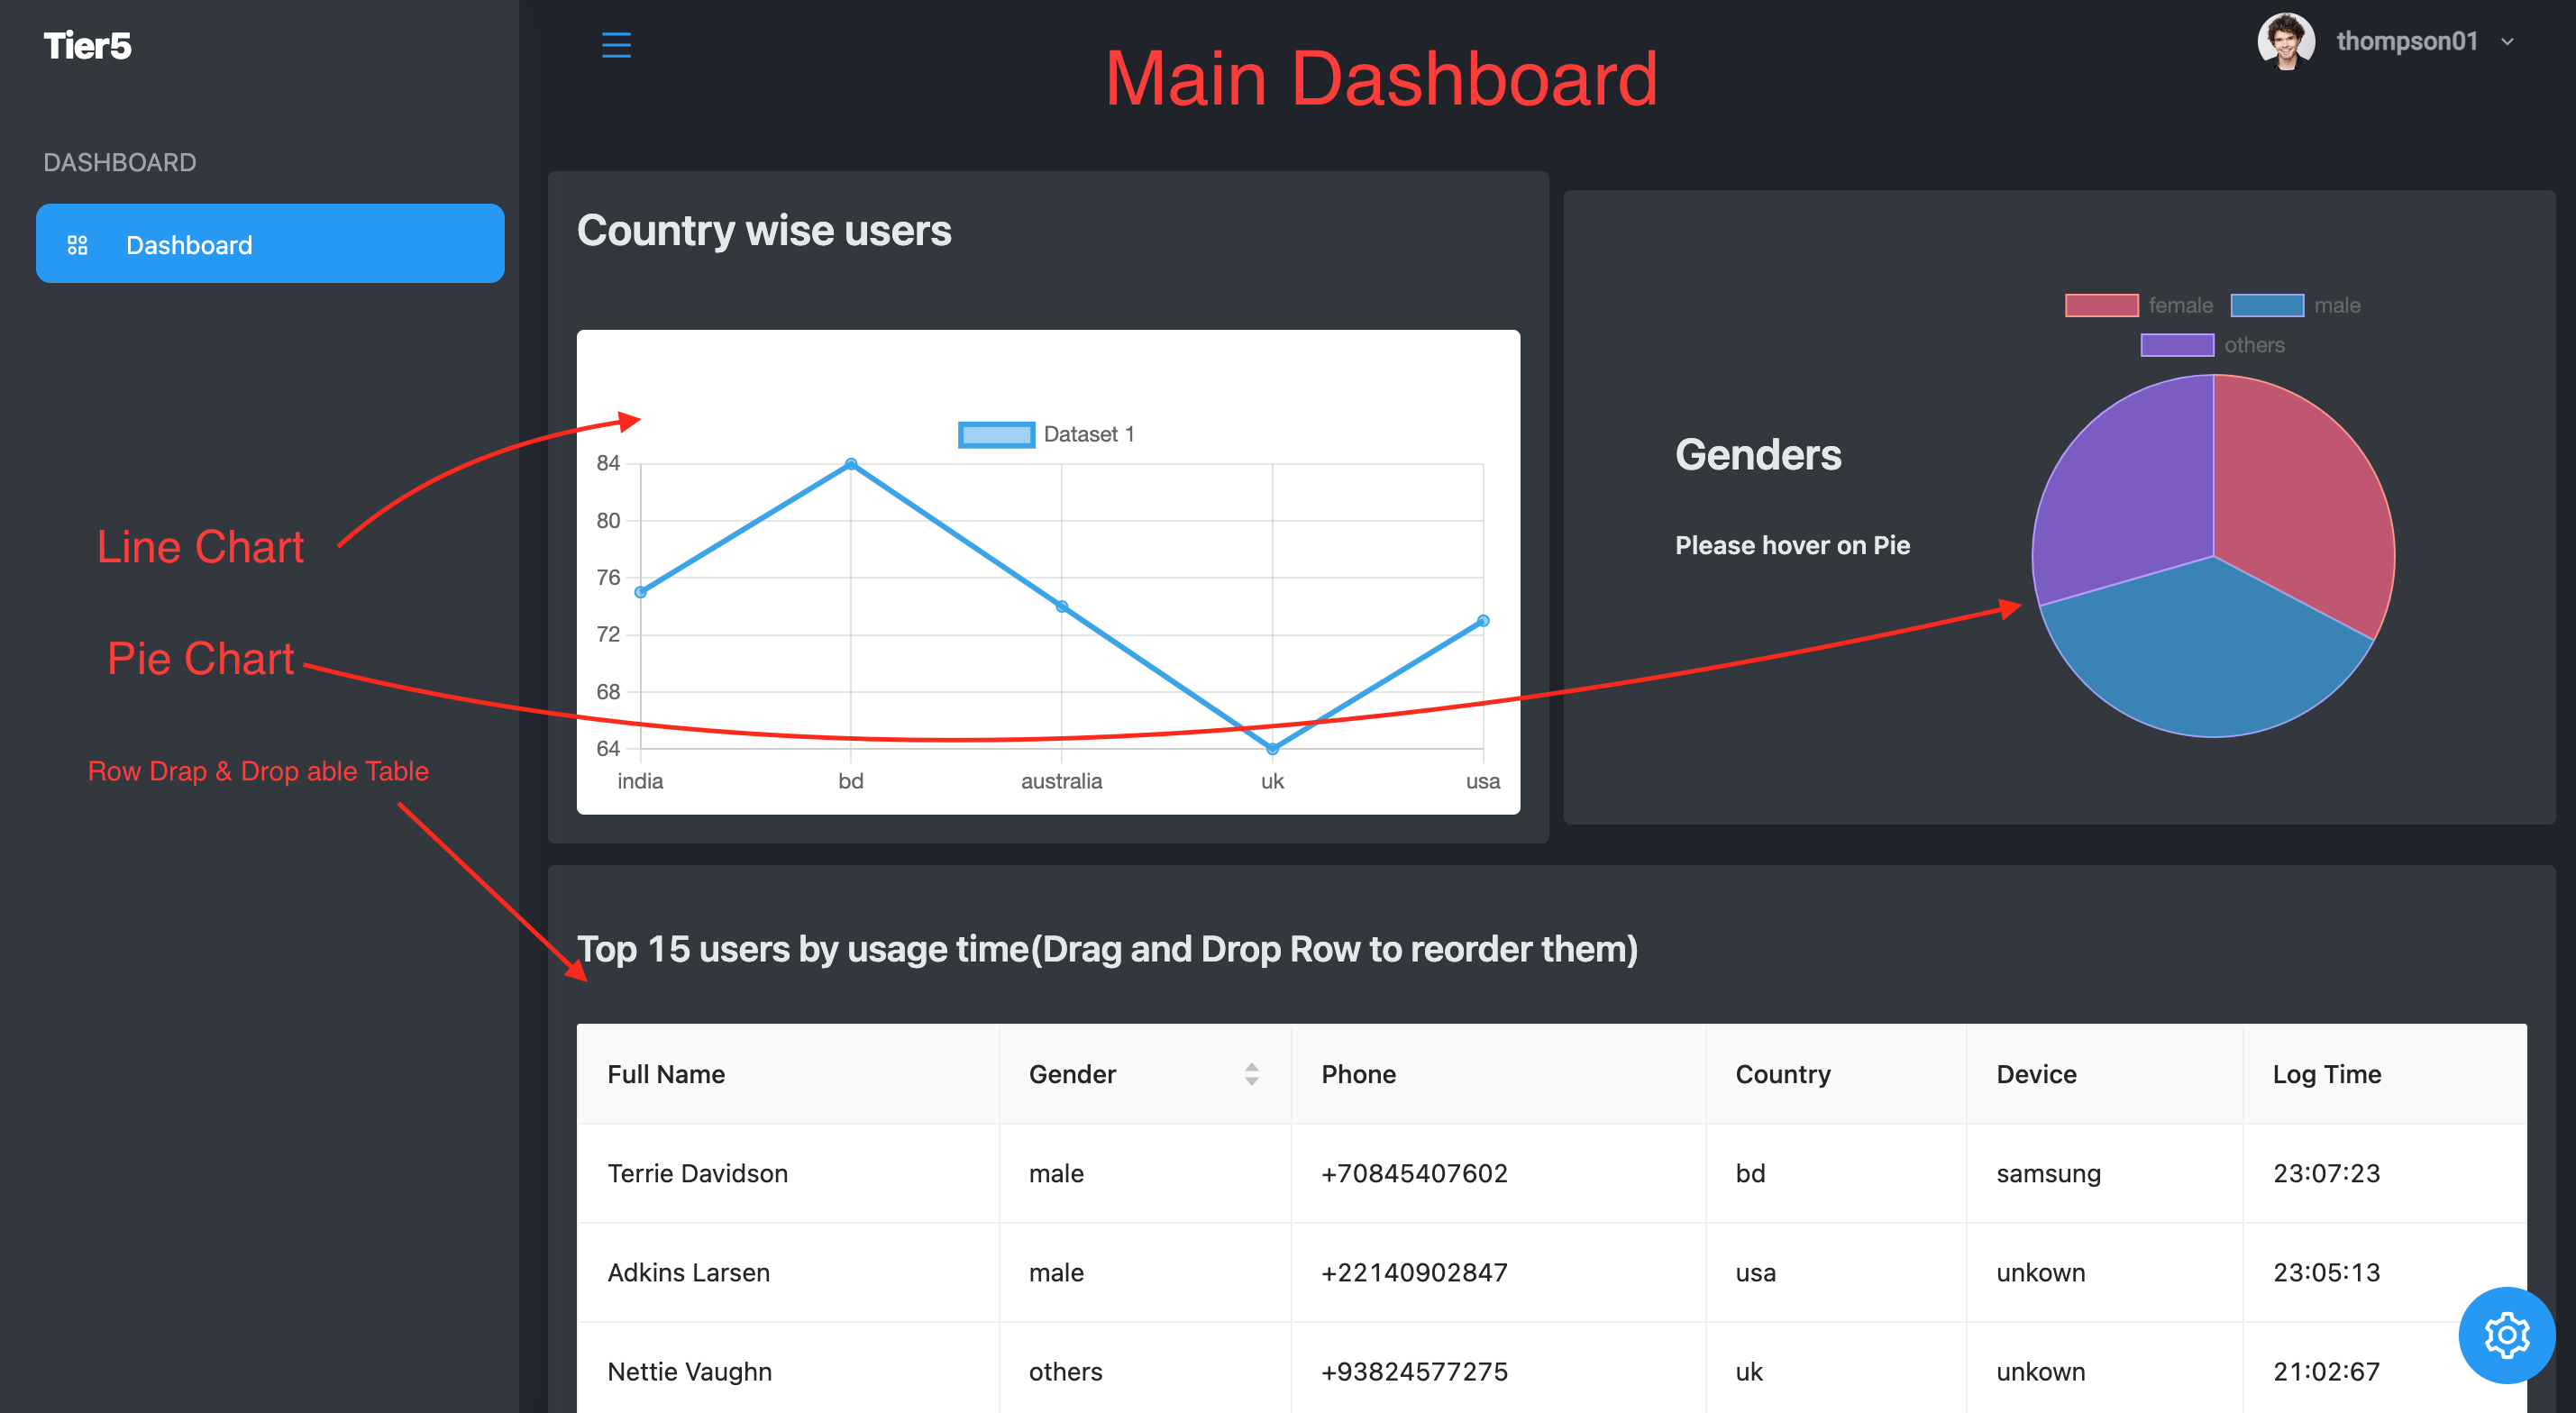 Tier5
Main Dashboard
thompson01
DASHBOARD
Dashboard
Country wise users
Dataset 1
84
80
76
72
68
64
india bd australia uk usa
female male
others
Genders
Please hover on Pie
Line Chart
Pie Chart
Row Drap & Drop able Table
Top 15 users by usage time(Drag and Drop Row to reorder them)
Full Name Gender Phone Country Device Log Time
Terrie Davidson male +70845407602 bd samsung 23:07:23
Adkins Larsen male +22140902847 usa unkown 23:05:13
Nettie Vaughn others +93824577275 uk unkown 21:02:67